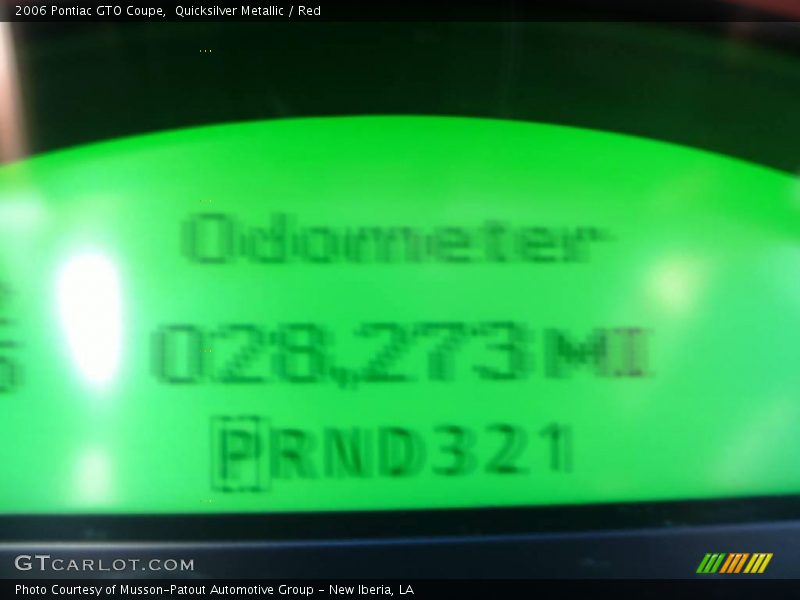 2006 Pontiac GTO Coupe,  Quicksilver Metallic / Red
Odometer
028,273 MI
PRND321
GTCARLOT.COM
Photo Courtesy of Musson-Patout Automotive Group - New Iberia, LA